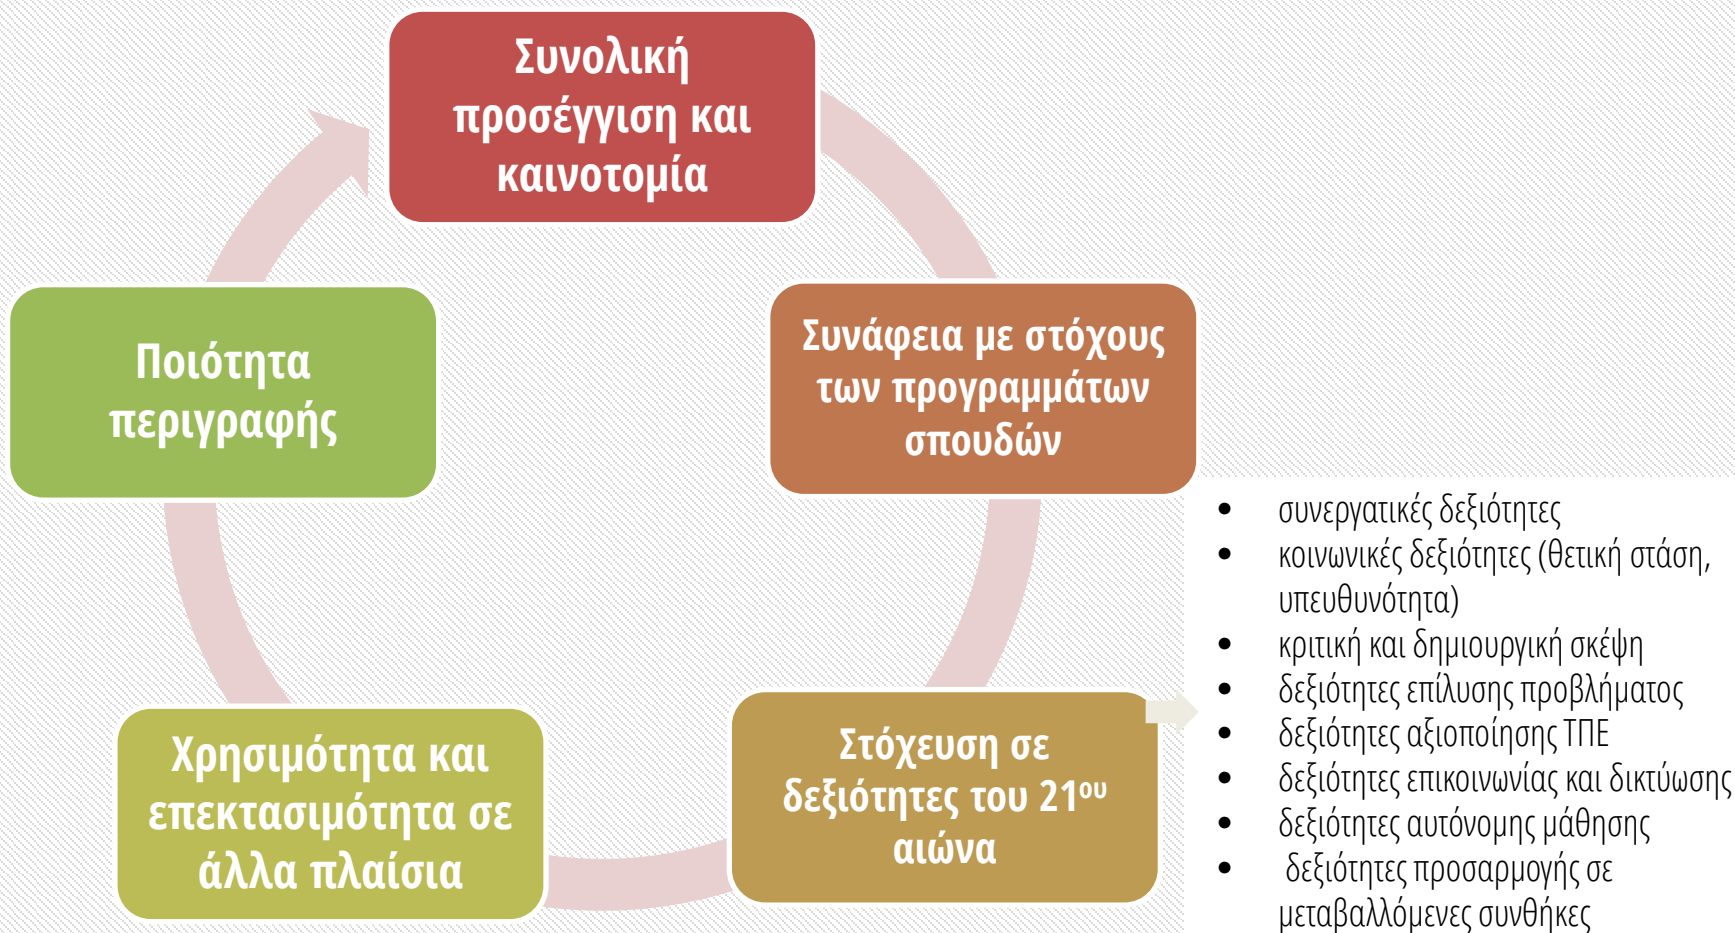 Συνολική
προσέγγιση και
καινοτομία
Συνάφεια με στόχους
των προγραμμάτων
σπουδών
Στόχευση σε
δεξιότητες του 21ου
αιώνα
• συνεργατικές δεξιότητες
• κοινωνικές δεξιότητες (θετική στάση,
υπευθυνότητα)
• κριτική και δημιουργική σκέψη
• δεξιότητες επίλυσης προβλήματος
• δεξιότητες αξιοποίησης ΤΠΕ
• δεξιότητες επικοινωνίας και δικτύωσης
• δεξιότητες αυτόνομης μάθησης
• δεξιότητες προσαρμογής σε
μεταβαλλόμενες συνθήκες
Χρησιμότητα και
επεκτασιμότητα σε
άλλα πλαίσια
Ποιότητα
περιγραφής